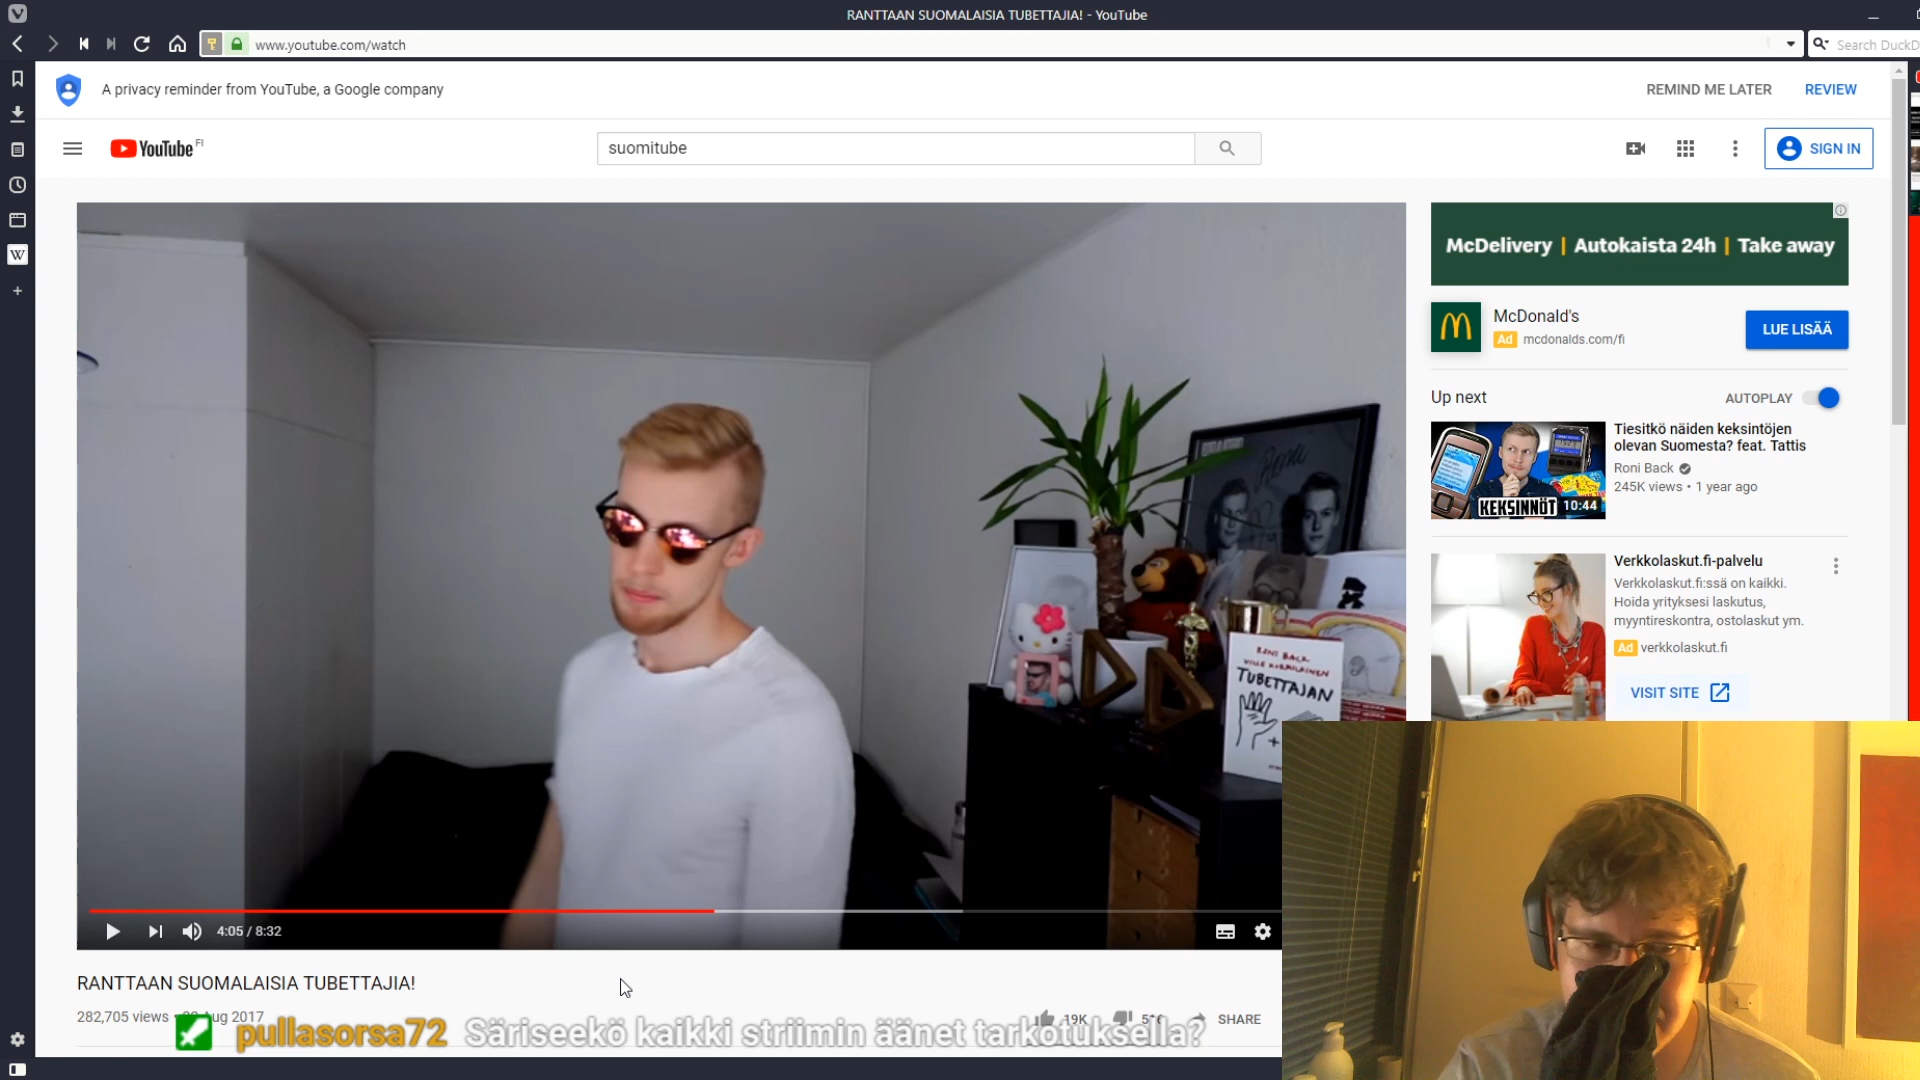 RANTTAAN SUOMALAISIA TUBETTAJIA! - YouTube
www.youtube.com/watch
Search DuckD
A privacy reminder from YouTube, a Google company
REMIND ME LATER
REVIEW
YouTube FI
suomitube
SIGN IN
McDelivery | Autokaista 24h | Take away
McDonald's
Ad mcdonalds.com/fi
LUE LISÄÄ
Up next
AUTOPLAY
KEKSINNÖT
10:44
Tiesitkö näiden keksintöjen
olevan Suomesta? feat. Tattis
Roni Back
245K views • 1 year ago
Verkkolaskut.fi-palvelu
Verkkolaskut.fi:ssä on kaikki.
Hoida yrityksesi laskutus,
myyntireskontra, ostolaskut ym.
Ad verkkolaskut.fi
VISIT SITE
RONI BACK
TUBETTAJAN
4:05 / 8:32
RANTTAAN SUOMALAISIA TUBETTAJIA!
282,705 views
Aug 2017
19K
SHARE
pullasorsa72 Säriseekö kaikki striimin äänet tarkotuksella?